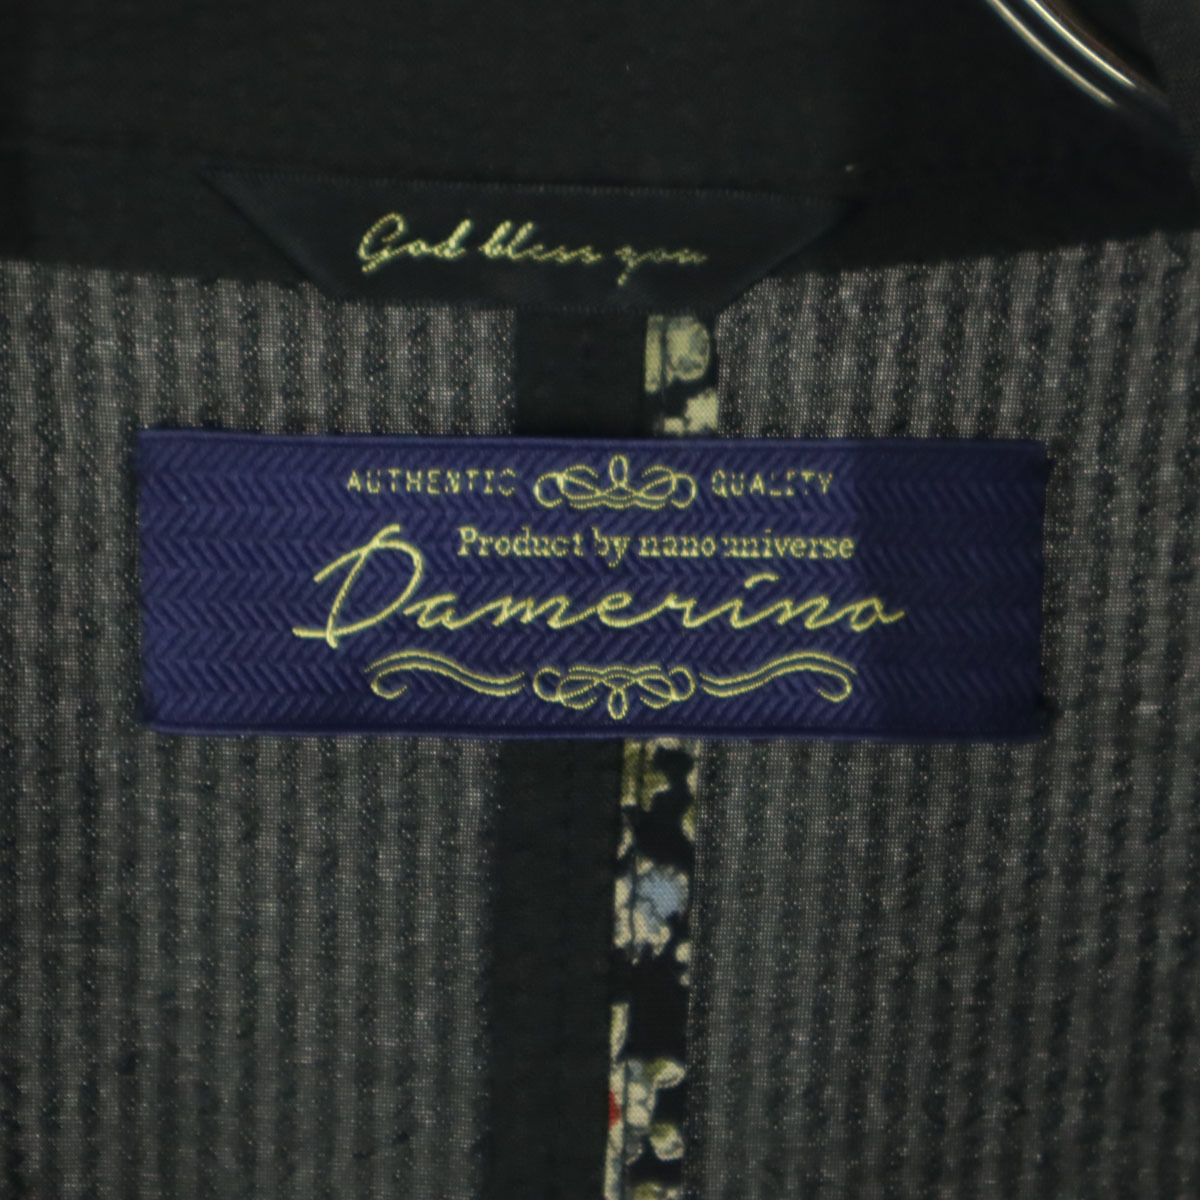 God bless you
AUTHENTIC QUALITY
Product by nano universe
Damerino